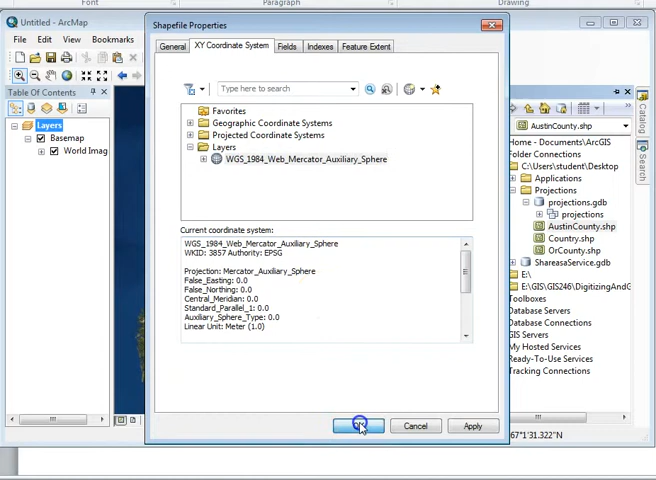 Font
Paragraph
Drawing
Untitled - ArcMap
File Edit View Bookmarks
Table Of Contents
Layers
Basemap
World Imag
Shapefile Properties
General XY Coordinate System Fields Indexes Feature Extent
Type here to search
Favorites
Geographic Coordinate Systems
Projected Coordinate Systems
Layers
WGS_1984_Web_Mercator_Auxiliary_Sphere
Current coordinate system:
WGS_1984_Web_Mercator_Auxiliary_Sphere
WKID: 3857 Authority: EPSG
Projection: Mercator_Auxiliary_Sphere
False_Easting: 0.0
False_Northing: 0.0
Central_Meridian: 0.0
Standard_Parallel_1: 0.0
Auxiliary_Sphere_Type: 0.0
Linear Unit: Meter (1.0)
Cancel
Apply
AustinCounty.shp
Home - Documents\ArcGIS
Folder Connections
C:\Users\student\Desktop
Applications
Projections
projections.gdb
projections
AustinCounty.shp
Country.shp
OrCounty.shp
ShareasaService.gdb
E:\
E:\GIS\GIS246\DigitizingAndG
Toolboxes
Database Servers
Database Connections
GIS Servers
My Hosted Services
Ready-To-Use Services
Tracking Connections
Catalog
Search
67°1'31.322"N